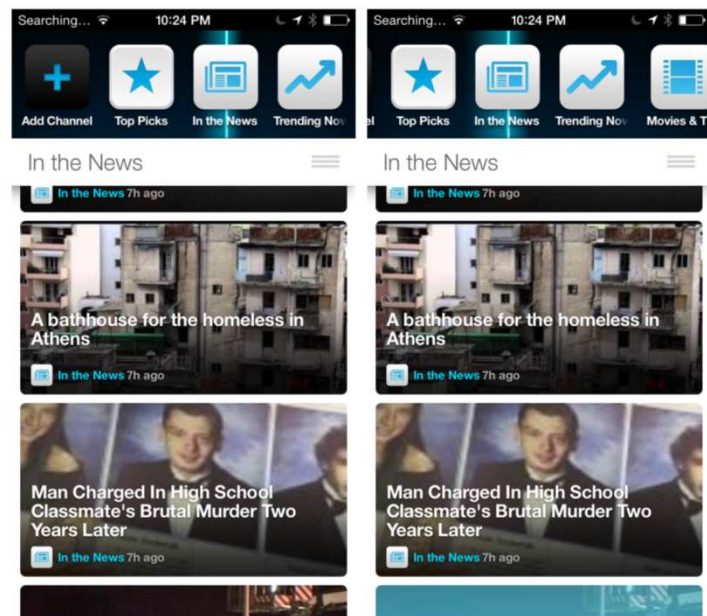 Searching... 10:24 PM
Add Channel Top Picks In the News Trending Nov
In the News
In the News 7h ago
A bathhouse for the homeless in
Athens
In the News 7h ago
Man Charged In High School
Classmate's Brutal Murder Two
Years Later
In the News 7h ago
Searching... 10:24 PM
el Top Picks In the News Trending Nov Movies & T
In the News
In the News 7h ago
A bathhouse for the homeless in
Athens
In the News 7h ago
Man Charged In High School
Classmate's Brutal Murder Two
Years Later
In the News 7h ago